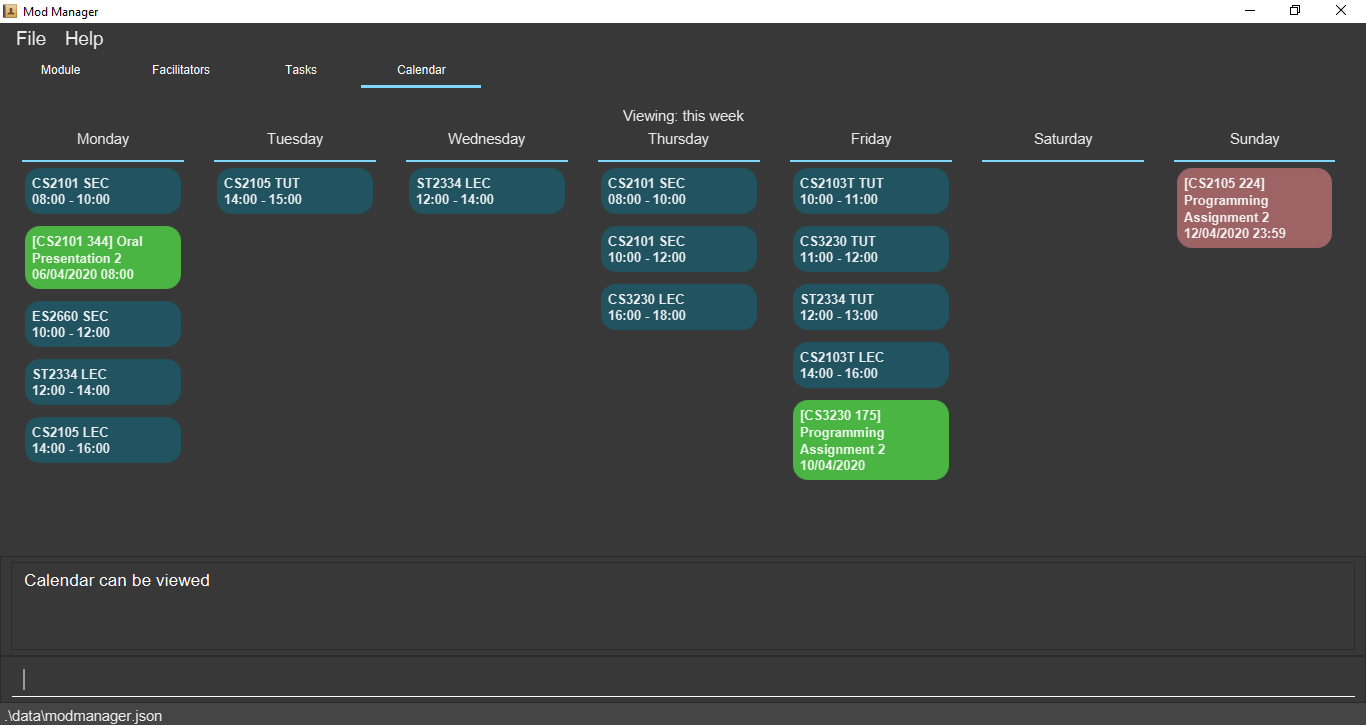 Mod Manager
File Help
Module Facilitators Tasks Calendar
Viewing: this week
Monday
CS2101 SEC
08:00 - 10:00
[CS2101 344] Oral
Presentation 2
06/04/2020 08:00
ES2660 SEC
10:00 - 12:00
ST2334 LEC
12:00 - 14:00
CS2105 LEC
14:00 - 16:00
Tuesday
CS2105 TUT
14:00 - 15:00
Wednesday
ST2334 LEC
12:00 - 14:00
Thursday
CS2101 SEC
08:00 - 10:00
CS2101 SEC
10:00 - 12:00
CS3230 LEC
16:00 - 18:00
Friday
CS2103T TUT
10:00 - 11:00
CS3230 TUT
11:00 - 12:00
ST2334 TUT
12:00 - 13:00
CS2103T LEC
14:00 - 16:00
[CS3230 175]
Programming
Assignment 2
10/04/2020
Saturday
Sunday
[CS2105 224]
Programming
Assignment 2
12/04/2020 23:59
Calendar can be viewed
.\data\modmanager.json